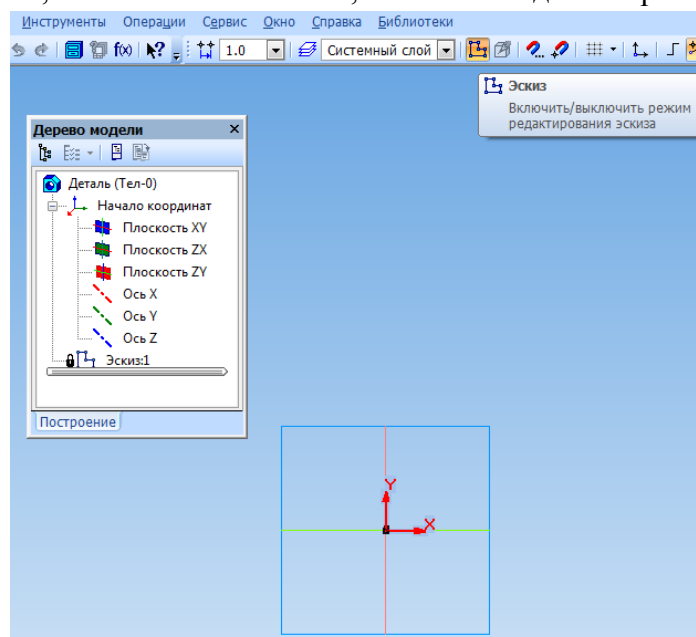 Инструменты Операции Сервис Окно Справка Библиотеки
f(x) 1.0 Системный слой
Эскиз
Включить/выключить режим
редактирования эскиза
Дерево модели
Деталь (Тел-0)
Начало координат
Плоскость XY
Плоскость ZX
Плоскость ZY
Ось X
Ось Y
Ось Z
Эскиз:1
Построение
Y
X